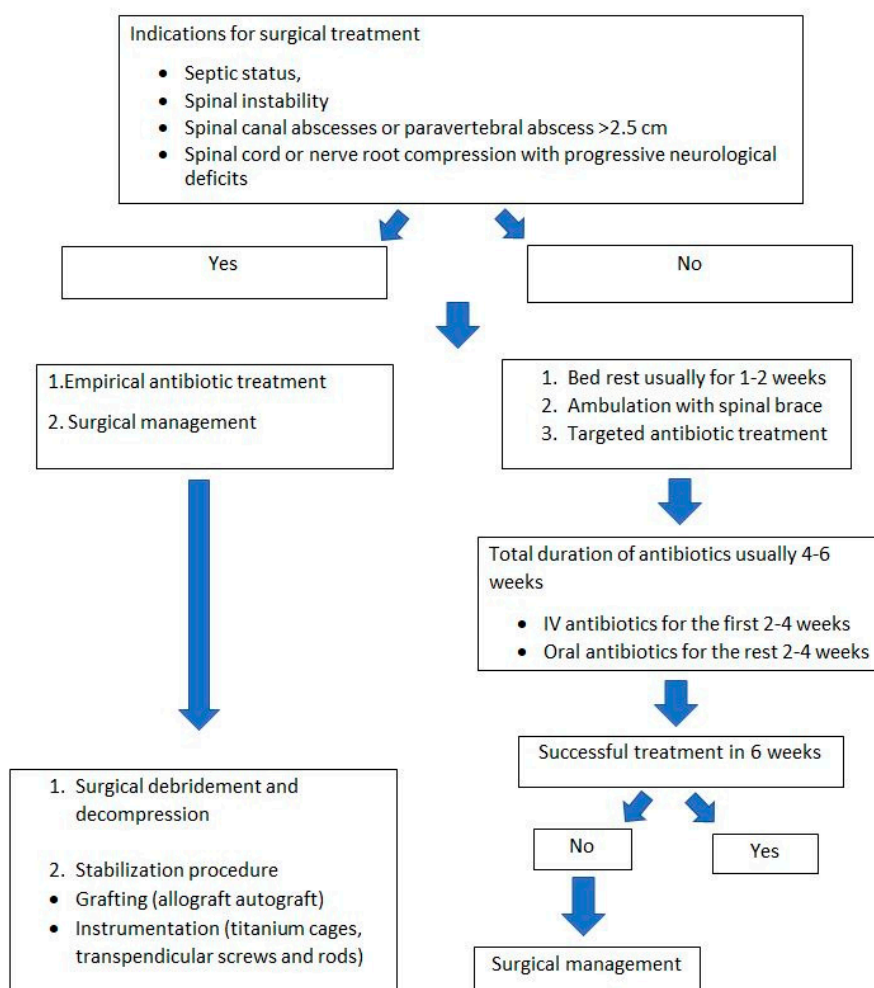 Indications for surgical treatment
• Septic status,
• Spinal instability
• Spinal canal abscesses or paravertebral abscess >2.5 cm
• Spinal cord or nerve root compression with progressive neurological
deficits
Yes
No
1.Empirical antibiotic treatment
2. Surgical management
1. Bed rest usually for 1-2 weeks
2. Ambulation with spinal brace
3. Targeted antibiotic treatment
Total duration of antibiotics usually 4-6
weeks
• IV antibiotics for the first 2-4 weeks
• Oral antibiotics for the rest 2-4 weeks
Successful treatment in 6 weeks
No
Yes
Surgical management
1. Surgical debridement and
decompression
2. Stabilization procedure
• Grafting (allograft autograft)
• Instrumentation (titanium cages,
transpendicular screws and rods)